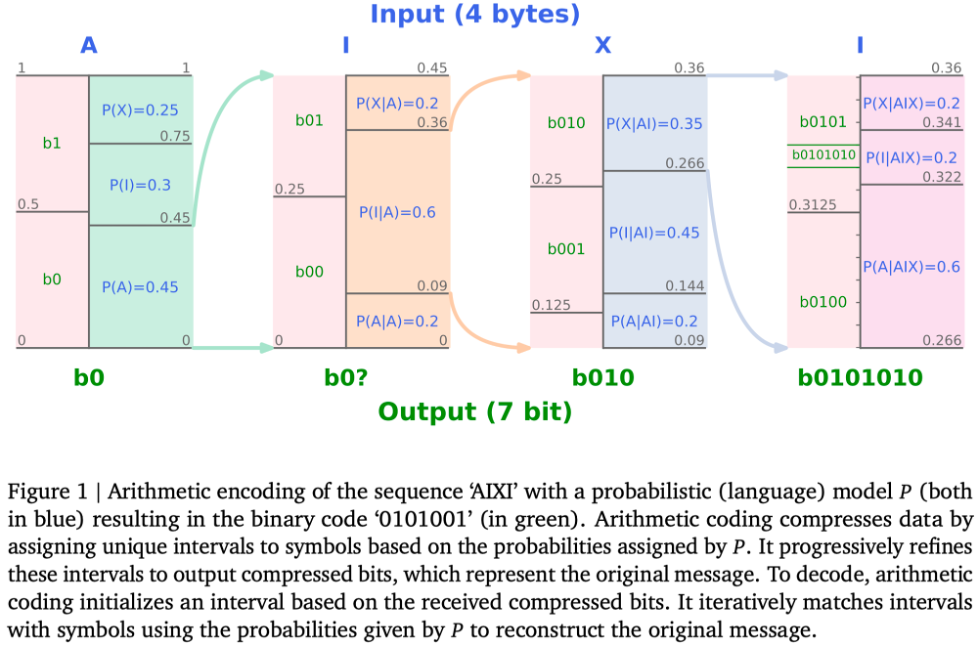 Input (4 bytes)
A I X I
1 1 0.45 0.36 0.36
P(X)=0.25 P(X|A)=0.2 P(X|AI)=0.35 P(X|AIX)=0.2
b1 0.75 b01 0.36 b010 b0101 0.341
P(I)=0.3 b0101010 P(I|AIX)=0.2
0.5 0.45 0.25 0.25 0.266 0.3125 0.322
P(I|A)=0.6 P(I|AI)=0.45
b0 P(A)=0.45 b00 b001 P(A|AIX)=0.6
0.09 0.125 0.144 b0100
P(A|A)=0.2 P(A|AI)=0.2
0 0 0 0 0.09 0.266
b0 b0? b010 b0101010
Output (7 bit)
Figure 1 | Arithmetic encoding of the sequence ‘AIXI’ with a probabilistic (language) model P (both
in blue) resulting in the binary code ‘0101001’ (in green). Arithmetic coding compresses data by
assigning unique intervals to symbols based on the probabilities assigned by P. It progressively refines
these intervals to output compressed bits, which represent the original message. To decode, arithmetic
coding initializes an interval based on the received compressed bits. It iteratively matches intervals
with symbols using the probabilities given by P to reconstruct the original message.